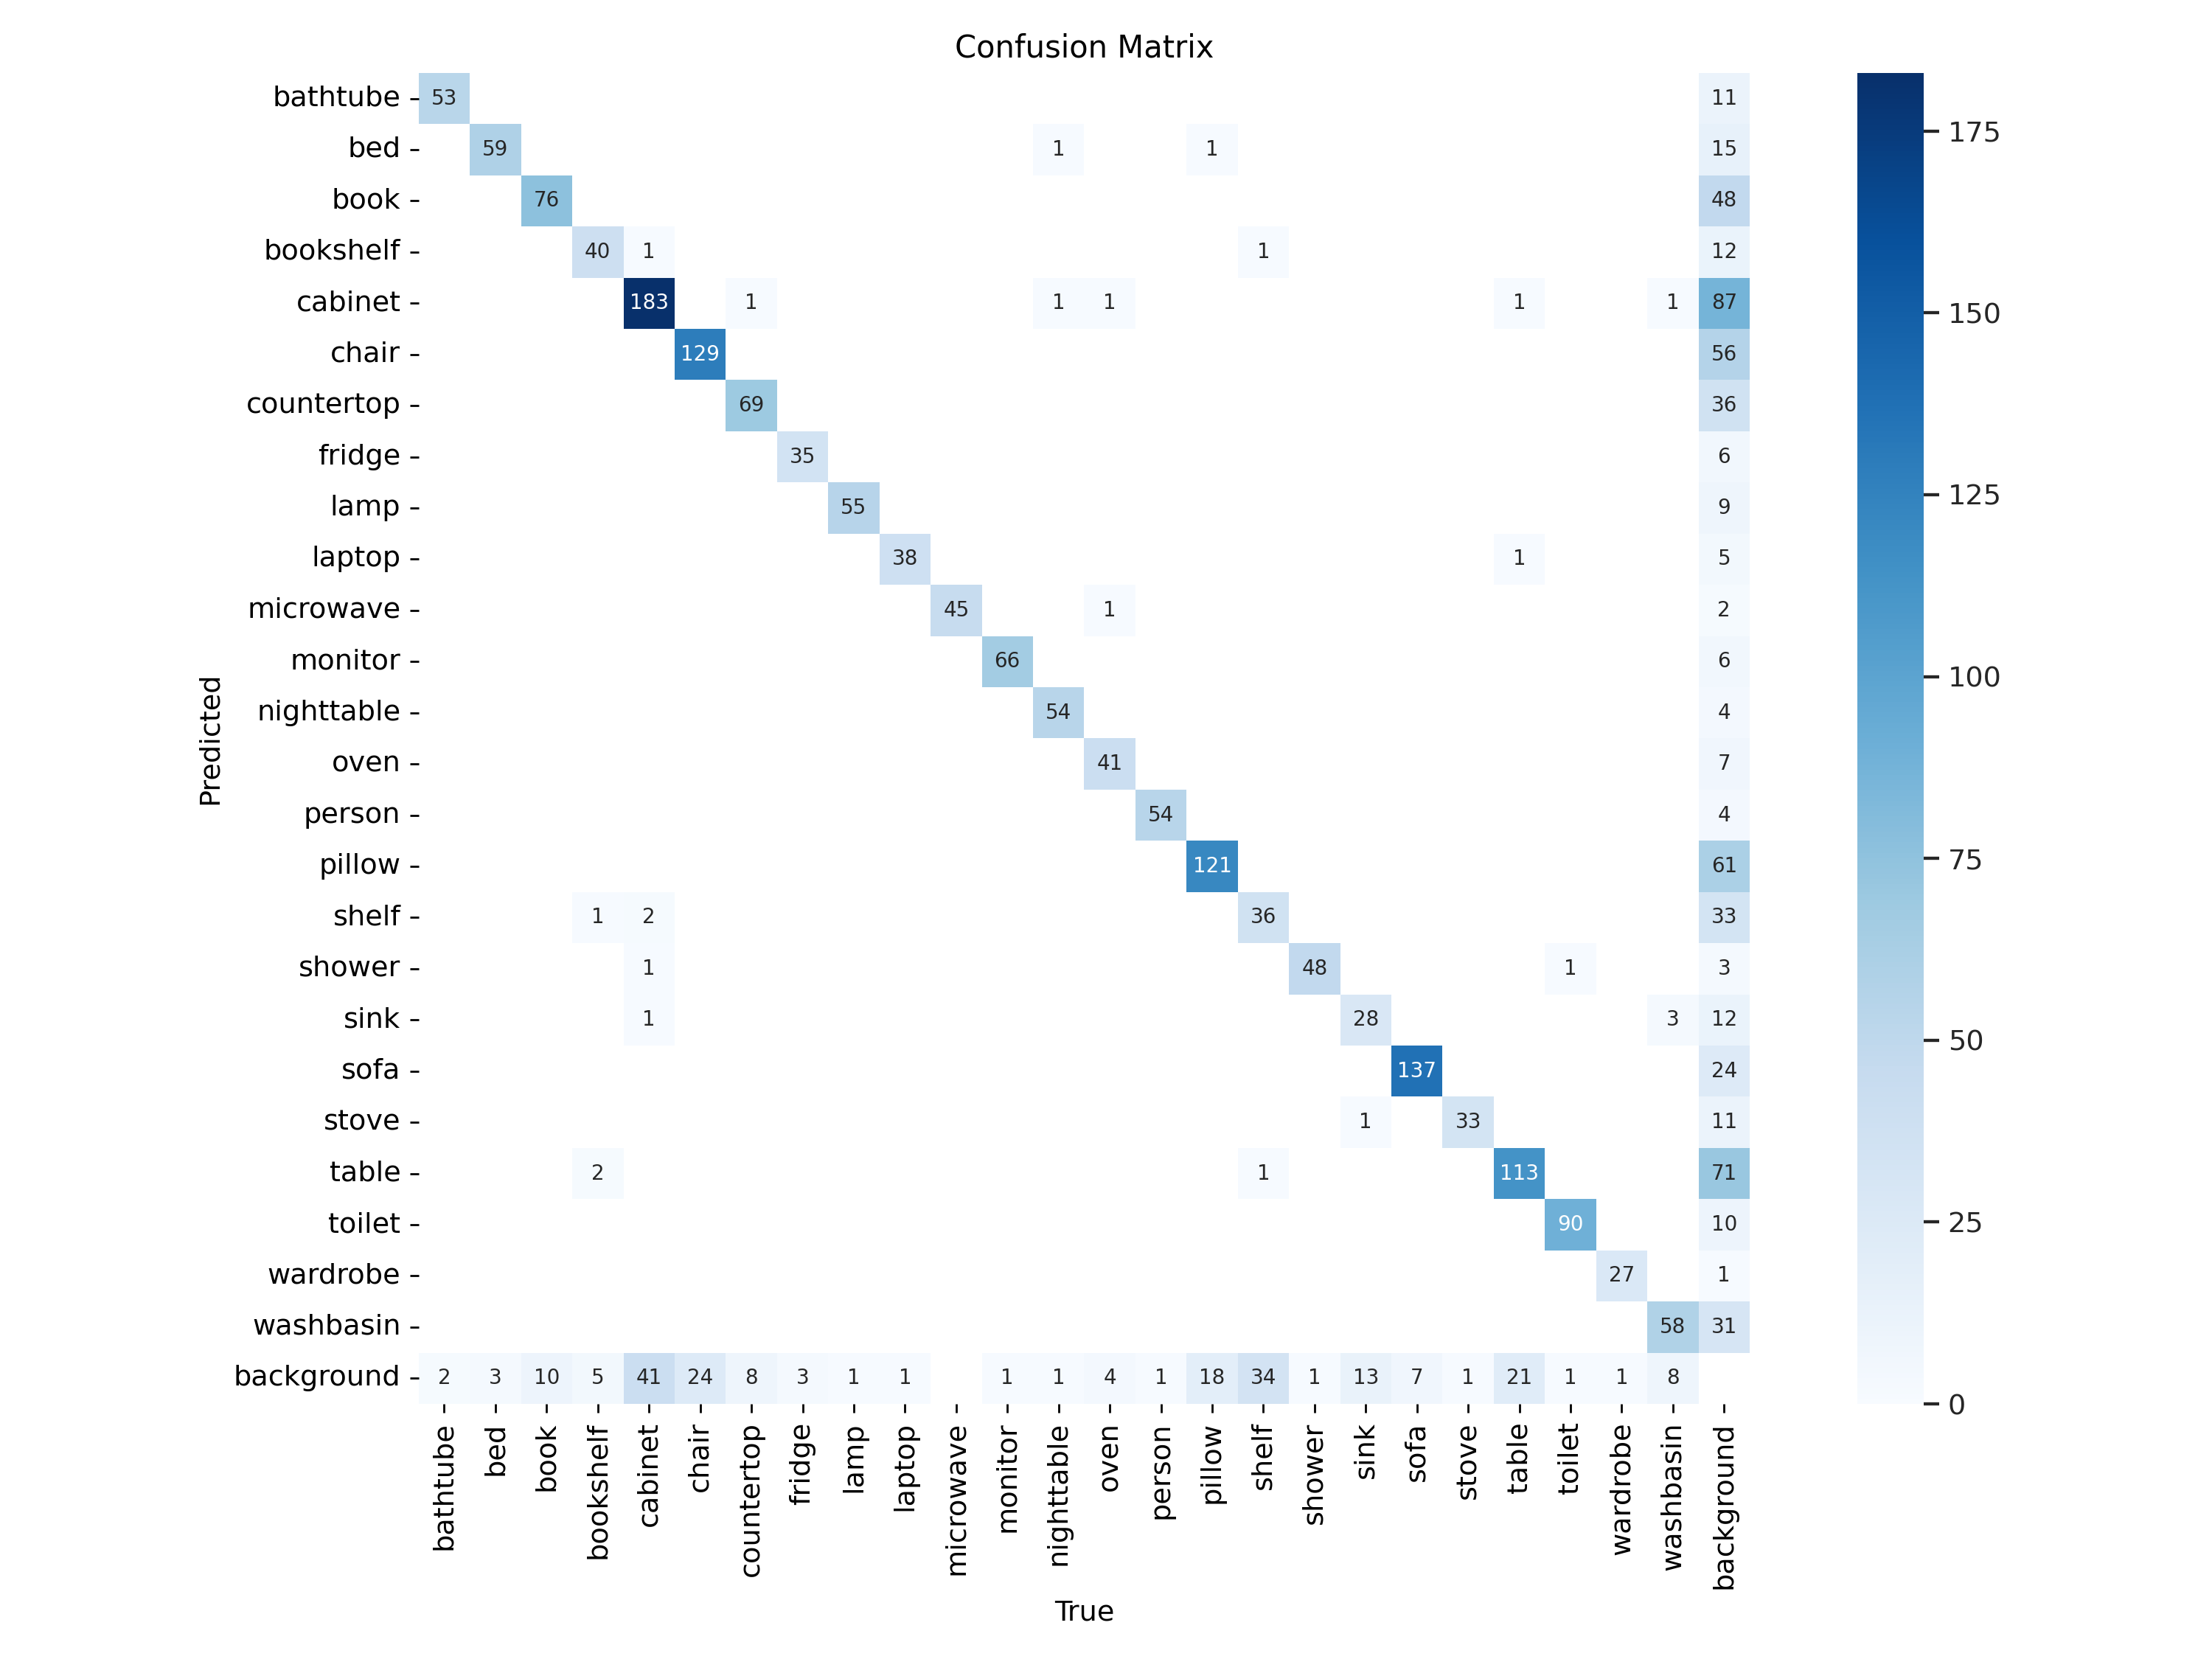 Confusion Matrix
bathtube 53 11
bed 59 1 1 15
book 76 48
bookshelf 40 1 1 12
cabinet 183 1 1 1 1 1 87
chair 129 56
countertop 69 36
fridge 35 6
lamp 55 9
laptop 38 1 5
microwave 45 1 2
monitor 66 6
nighttable 54 4
oven 41 7
person 54 4
pillow 121 61
shelf 1 2 36 33
shower 1 48 1 3
sink 1 28 3 12
sofa 137 24
stove 1 33 11
table 2 1 113 71
toilet 90 10
wardrobe 27 1
washbasin 58 31
background 2 3 10 5 41 24 8 3 1 1 1 1 4 1 18 34 1 13 7 1 21 1 1 8
Predicted
bathtube
bed
book
bookshelf
cabinet
chair
countertop
fridge
lamp
laptop
microwave
monitor
nighttable
oven
person
pillow
shelf
shower
sink
sofa
stove
table
toilet
wardrobe
washbasin
background
True
175
150
125
100
75
50
25
0